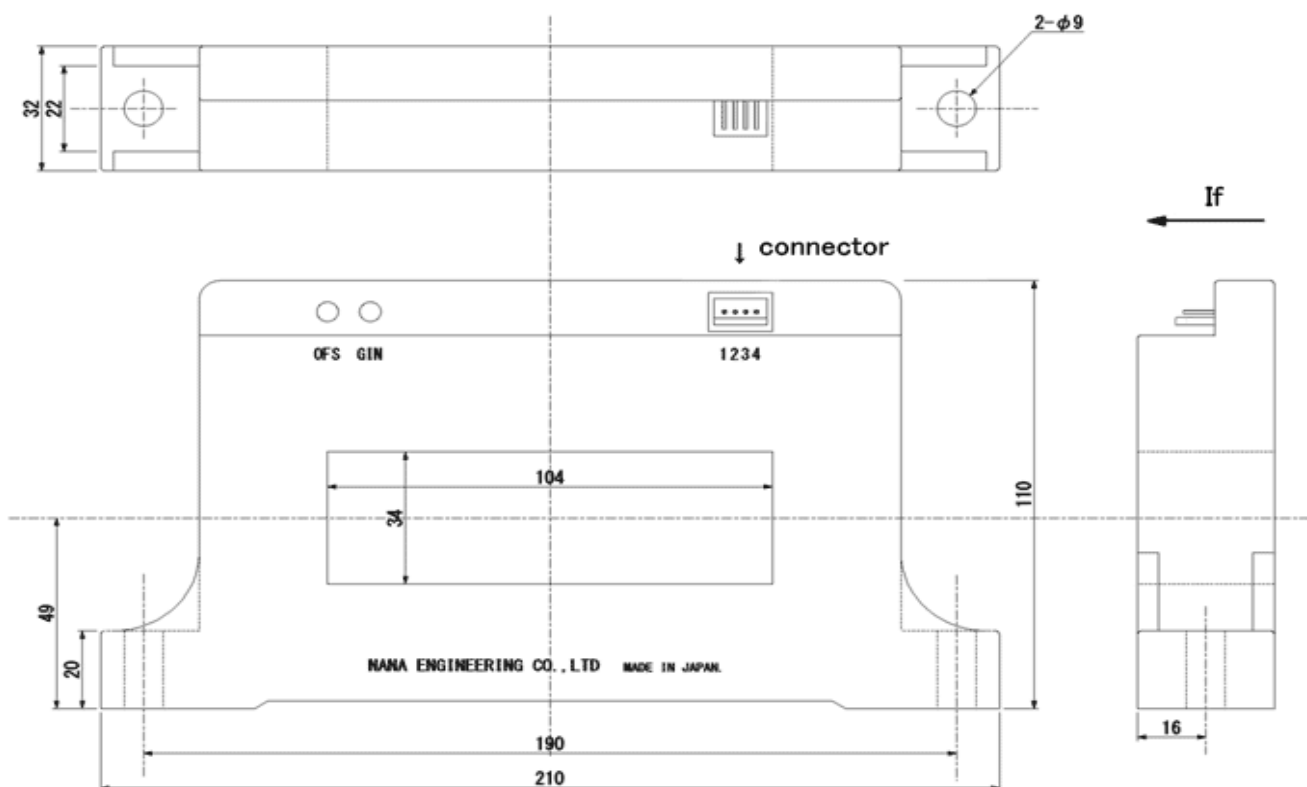 2-φ9
32
22
If
↓ connector
OFS GIN
1234
104
34
110
49
20
NANA ENGINEERING CO.,LTD MADE IN JAPAN.
16
190
210